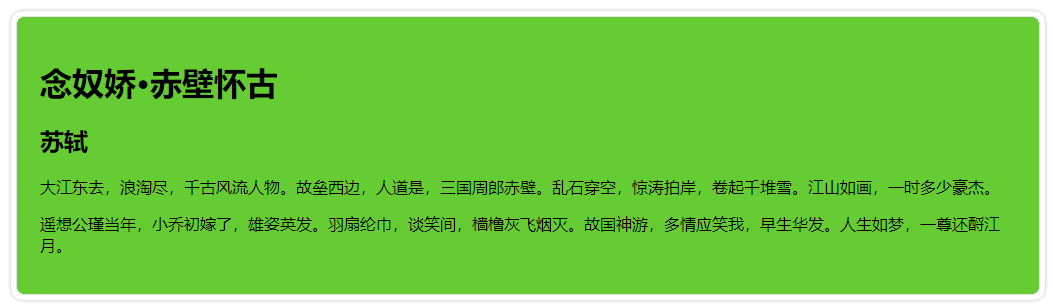 念奴娇•赤壁怀古
苏轼
大江东去，浪淘尽，千古风流人物。故垒西边，人道是，三国周郎赤壁。乱石穿空，惊涛拍岸，卷起千堆雪。江山如画，一时多少豪杰。
遥想公瑾当年，小乔初嫁了，雄姿英发。羽扇纶巾，谈笑间，樯橹灰飞烟灭。故国神游，多情应笑我，早生华发。人生如梦，一尊还酹江
月。